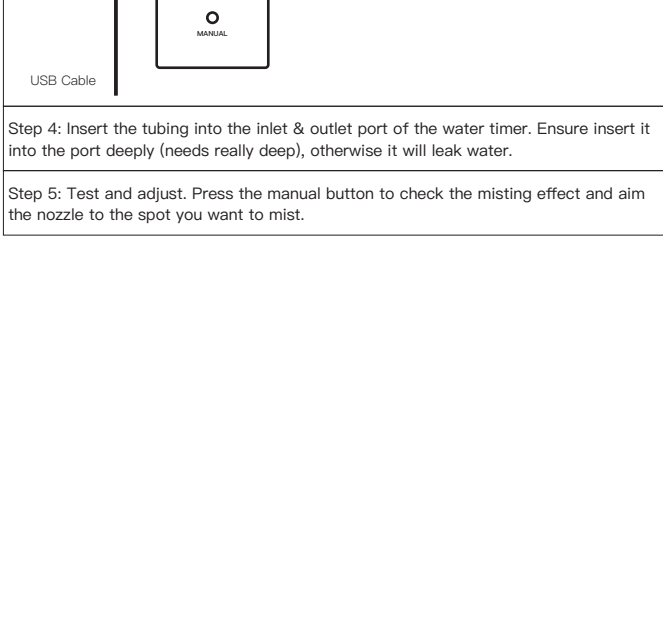 MANUAL
USB Cable
Step 4: Insert the tubing into the inlet & outlet port of the water timer. Ensure insert it
into the port deeply (needs really deep), otherwise it will leak water.
Step 5: Test and adjust. Press the manual button to check the misting effect and aim
the nozzle to the spot you want to mist.